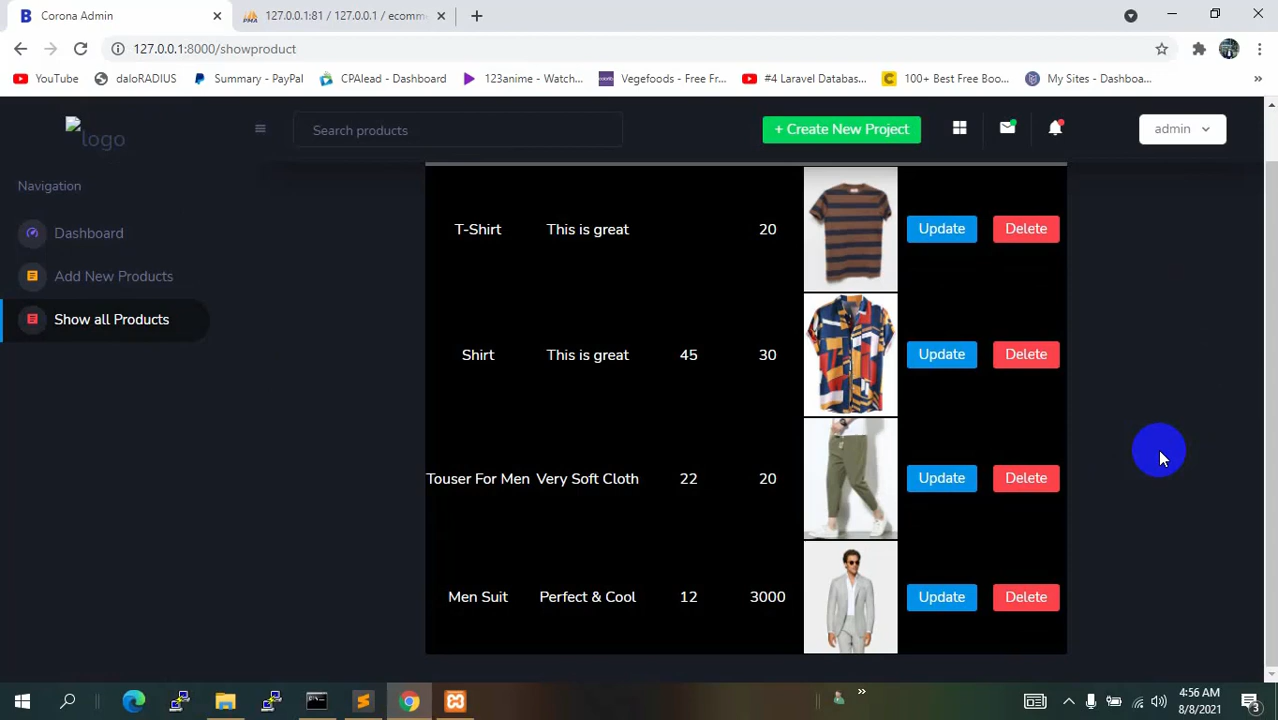 Corona Admin
127.0.0.1:81 / 127.0.0.1 / ecomm
127.0.0.1:8000/showproduct
YouTube
daloRADIUS
Summary - PayPal
CPAlead - Dashboard
123anime - Watch...
Vegefoods - Free Fr...
#4 Laravel Databas...
100+ Best Free Boo...
My Sites - Dashboa...
»
logo
Search products
+ Create New Project
admin
Navigation
Dashboard
Add New Products
Show all Products
T-Shirt This is great 20 Update Delete
Shirt This is great 45 30 Update Delete
Touser For Men Very Soft Cloth 22 20 Update Delete
Men Suit Perfect & Cool 12 3000 Update Delete
4:56 AM
8/8/2021
3